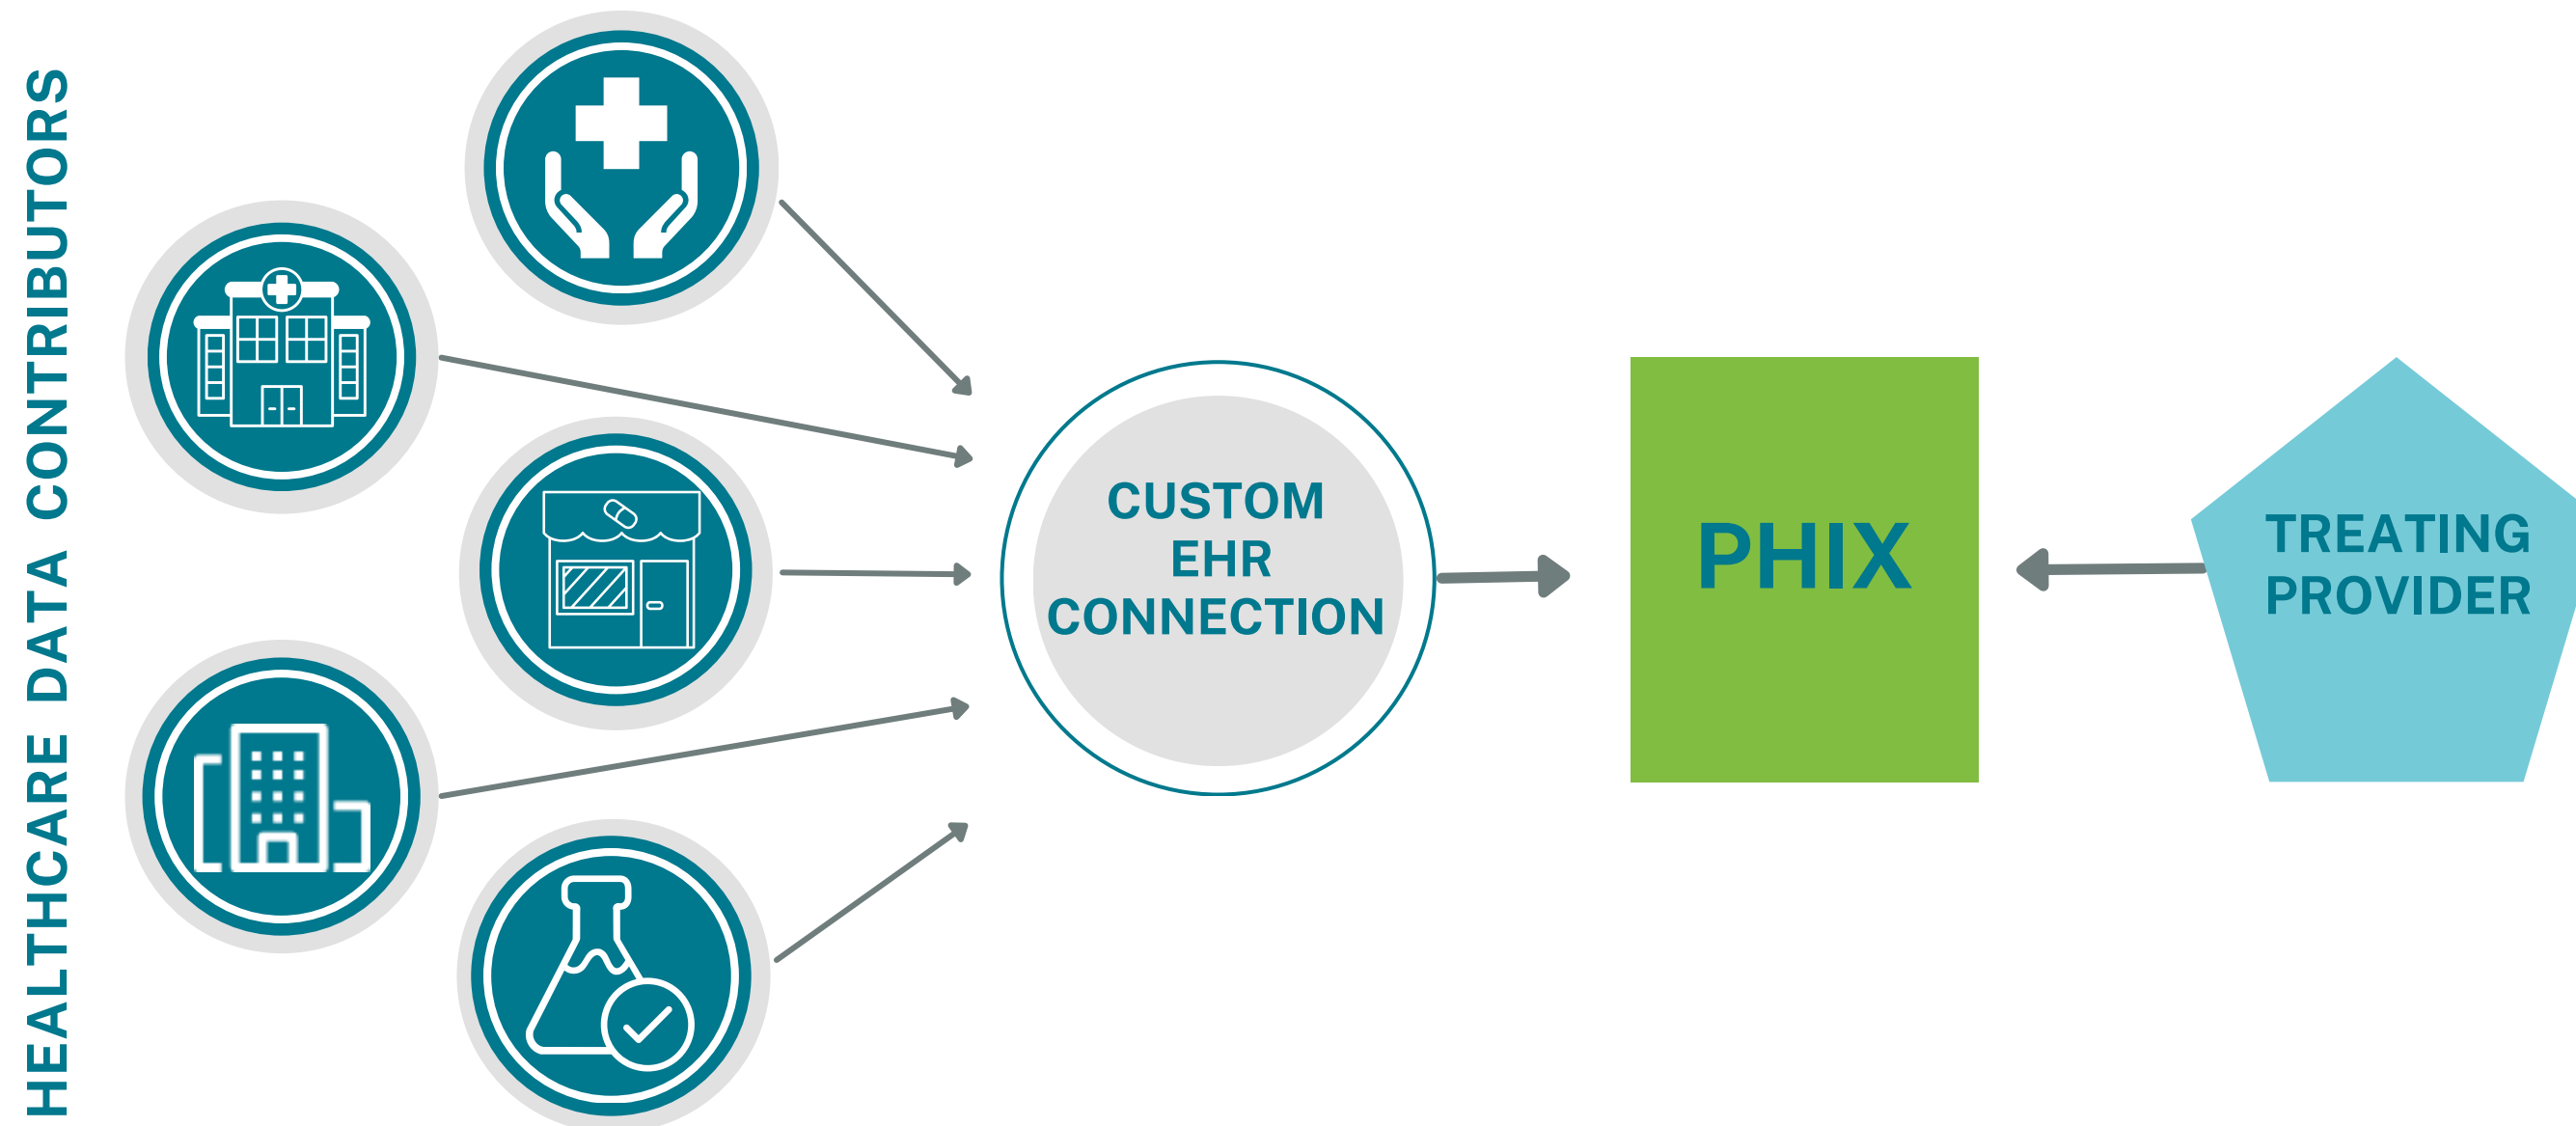 HEALTHCARE DATA CONTRIBUTORS
CUSTOM
EHR
CONNECTION
PHIX
TREATING
PROVIDER